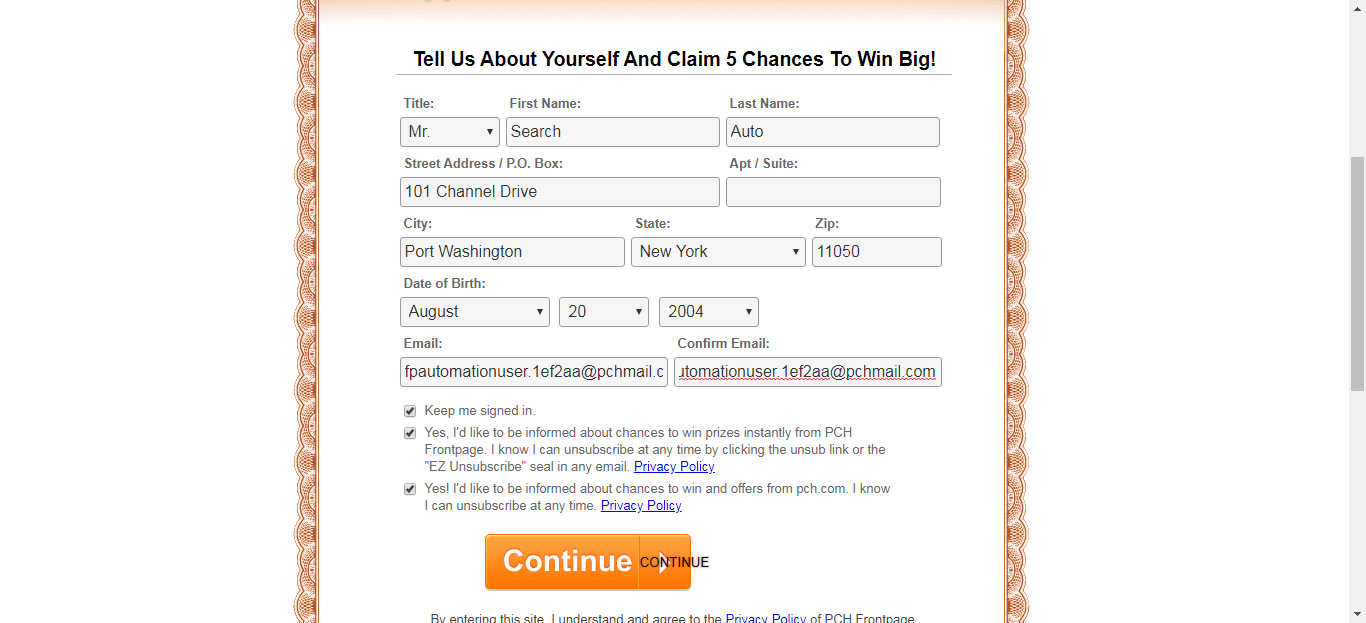 Tell Us About Yourself And Claim 5 Chances To Win Big!
Title: First Name: Last Name:
Mr. Search Auto
Street Address / P.O. Box: Apt / Suite:
101 Channel Drive
City: State: Zip:
Port Washington New York 11050
Date of Birth:
August 20 2004
Email: Confirm Email:
fpautomationuser.1ef2aa@pchmail.c utomationuser.1ef2aa@pchmail.com
Keep me signed in.
Yes, I'd like to be informed about chances to win prizes instantly from PCH
Frontpage. I know I can unsubscribe at any time by clicking the unsub link or the
"EZ Unsubscribe" seal in any email. Privacy Policy
Yes! I'd like to be informed about chances to win and offers from pch.com. I know
I can unsubscribe at any time. Privacy Policy
Continue CONTINUE
By entering this site, I understand and agree to the Privacy Policy of PCH Frontpage